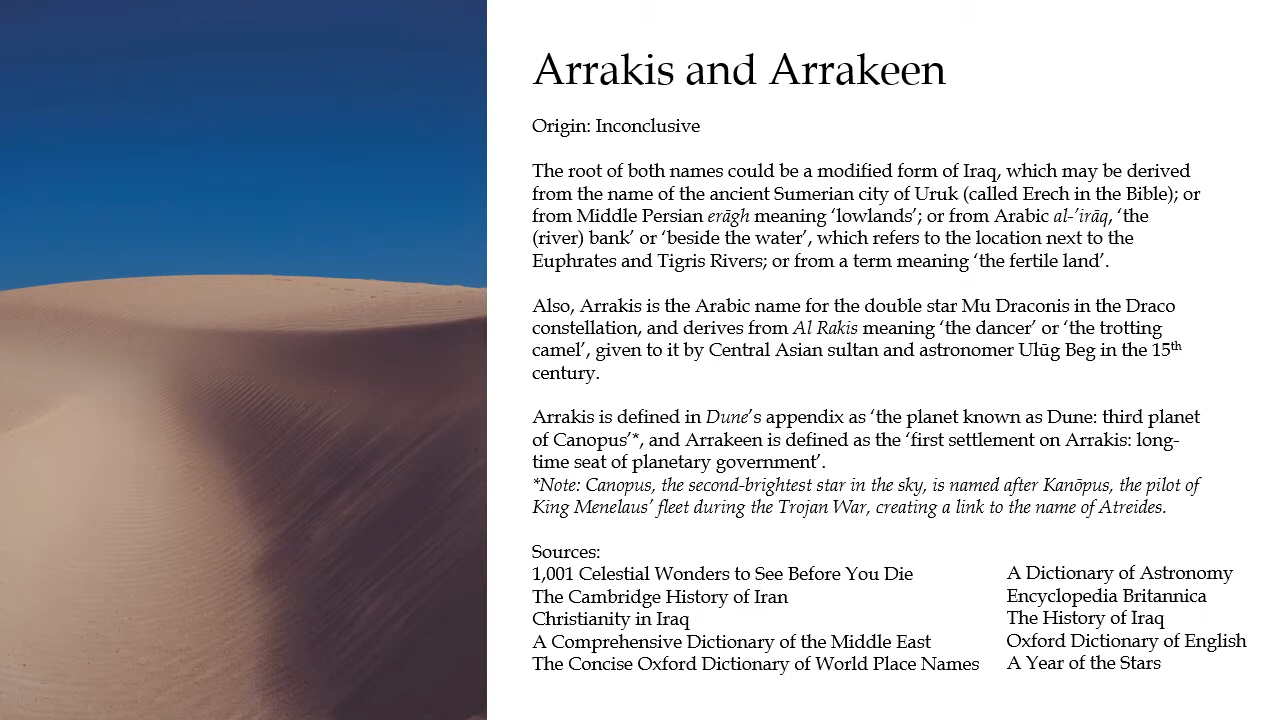 Arrakis and Arrakeen
Origin: Inconclusive
The root of both names could be a modified form of Iraq, which may be derived
from the name of the ancient Sumerian city of Uruk (called Erech in the Bible); or
from Middle Persian erāgh meaning ‘lowlands’; or from Arabic al-’irāq, ‘the
(river) bank’ or ‘beside the water’, which refers to the location next to the
Euphrates and Tigris Rivers; or from a term meaning ‘the fertile land’.
Also, Arrakis is the Arabic name for the double star Mu Draconis in the Draco
constellation, and derives from Al Rakis meaning ‘the dancer’ or ‘the trotting
camel’, given to it by Central Asian sultan and astronomer Ulūg Beg in the 15th
century.
Arrakis is defined in Dune’s appendix as ‘the planet known as Dune: third planet
of Canopus’*, and Arrakeen is defined as the ‘first settlement on Arrakis: long-
time seat of planetary government’.
*Note: Canopus, the second-brightest star in the sky, is named after Kanōpus, the pilot of
King Menelaus’ fleet during the Trojan War, creating a link to the name of Atreides.
Sources:
1,001 Celestial Wonders to See Before You Die
The Cambridge History of Iran
Christianity in Iraq
A Comprehensive Dictionary of the Middle East
The Concise Oxford Dictionary of World Place Names
A Dictionary of Astronomy
Encyclopedia Britannica
The History of Iraq
Oxford Dictionary of English
A Year of the Stars